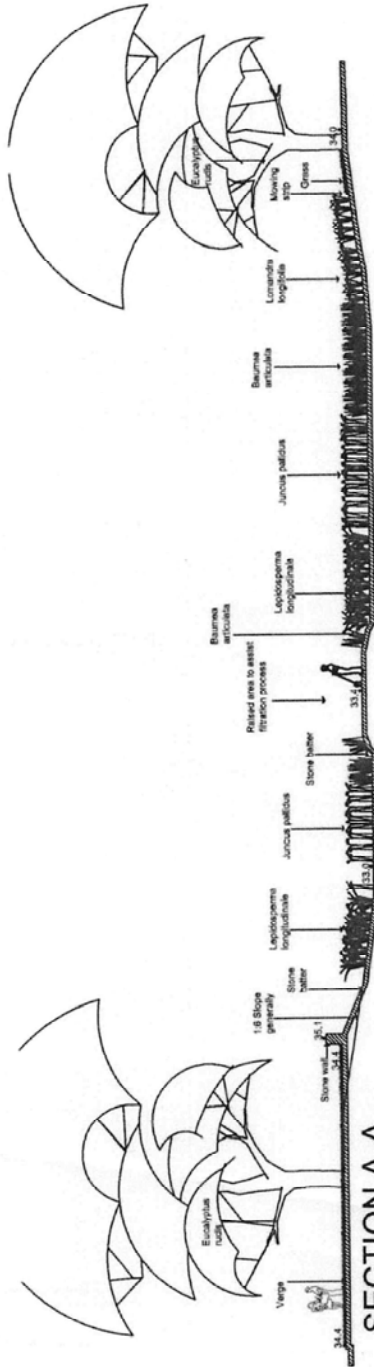 34.4
Verge
Eucalyptus
rudis
Stone wall
34.4
35.1
1:6 Slope
generally
Stone
batter
Lepidosperma
longitudinale
33.0
Juncus pallidus
Stone batter
Raised area to assist
filtration process
33.4
Baumea
articulata
Lepidosperma
longitudinale
Juncus pallidus
Baumea
articulata
Lomandra
longifolia
Mowing
strip
Grass
Eucalyptus
rudis
34.0
SECTION A-A